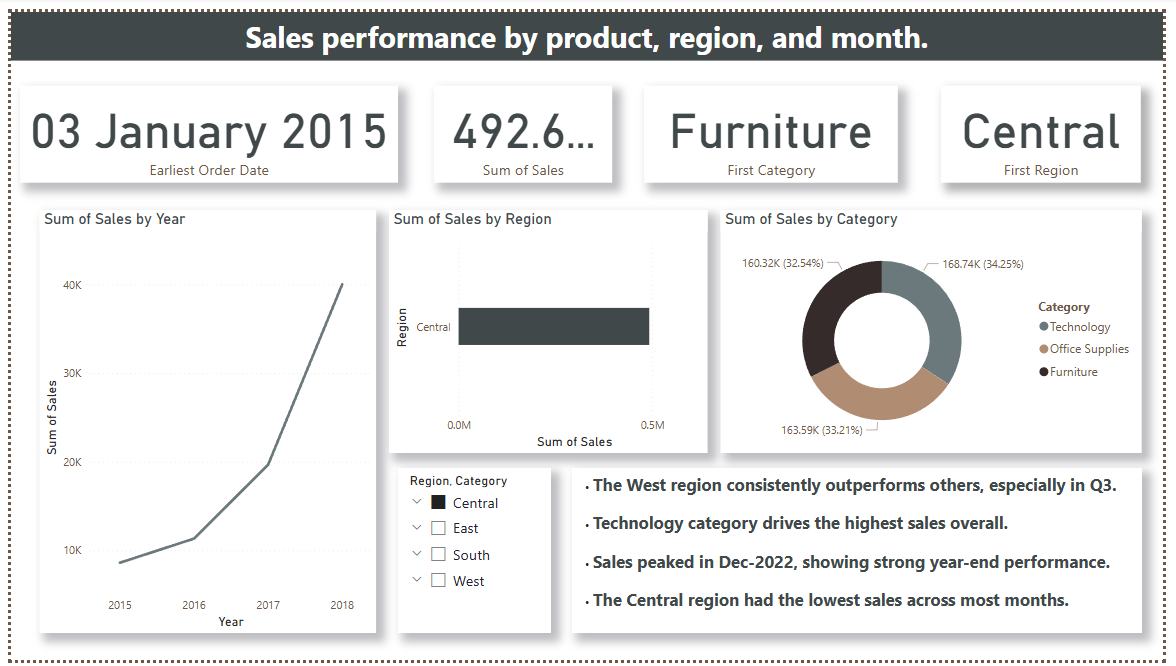 Sales performance by product, region, and month.
03 January 2015
Earliest Order Date
492.6...
Sum of Sales
Furniture
First Category
Central
First Region
Sum of Sales by Year
40K
30K
20K
10K
Sum of Sales
2015 2016 2017 2018
Year
Sum of Sales by Region
Region
Central
0.0M 0.5M
Sum of Sales
Sum of Sales by Category
160.32K (32.54%)
168.74K (34.25%)
163.59K (33.21%)
Category
Technology
Office Supplies
Furniture
Region, Category
Central
East
South
West
· The West region consistently outperforms others, especially in Q3.
· Technology category drives the highest sales overall.
· Sales peaked in Dec-2022, showing strong year-end performance.
· The Central region had the lowest sales across most months.